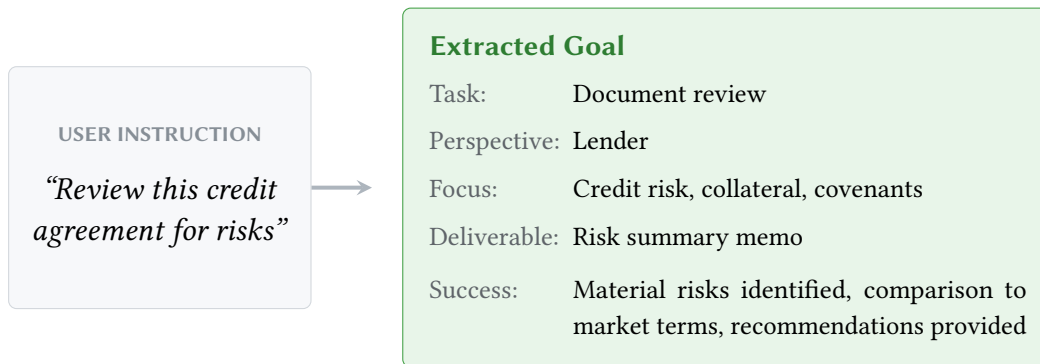 USER INSTRUCTION
“Review this credit
agreement for risks”
Extracted Goal
Task: Document review
Perspective: Lender
Focus: Credit risk, collateral, covenants
Deliverable: Risk summary memo
Success: Material risks identified, comparison to
market terms, recommendations provided